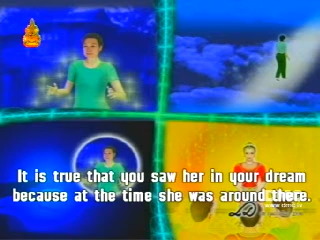 It is true that you saw her in your dream
because at the time she was around there.